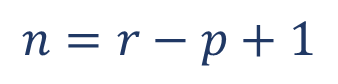 n = r − p + 1